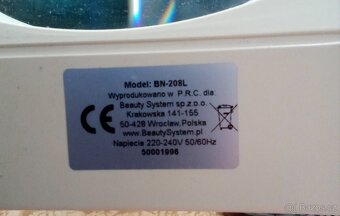 Model: BN-208L
Wyprodukowano w P.R.C. dla
Beauty System sp.z.o.o.
Krakowska 141-155
50-428 Wrocław.Polska
www.BeautySystem.pl
Napiecia 220-240V 50/60Hz
50001996
CE